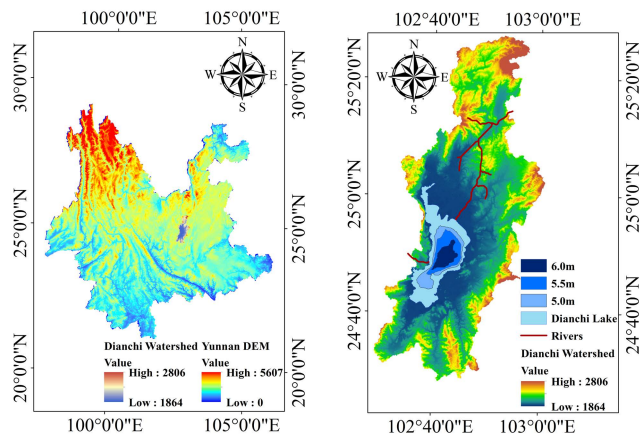 100°0'0"N 105°0'0"N
30°0'0"N
25°0'0"N
20°0'0"N
N
W E
S
30°0'0"N
25°0'0"N
20°0'0"N
Dianchi Watershed Yunnan DEM
Value Value
High : 2806 High : 5607
Low : 1864 Low : 0
100°0'0"N 105°0'0"N
102°40'0"N 103°0'0"N
25°20'0"N
25°0'0"N
24°40'0"N
N
W E
S
25°20'0"N
25°0'0"N
24°40'0"N
6.0m
5.5m
5.0m
Dianchi Lake
Rivers
Dianchi Watershed
Value
High : 2806
Low : 1864
102°40'0"N 103°0'0"N